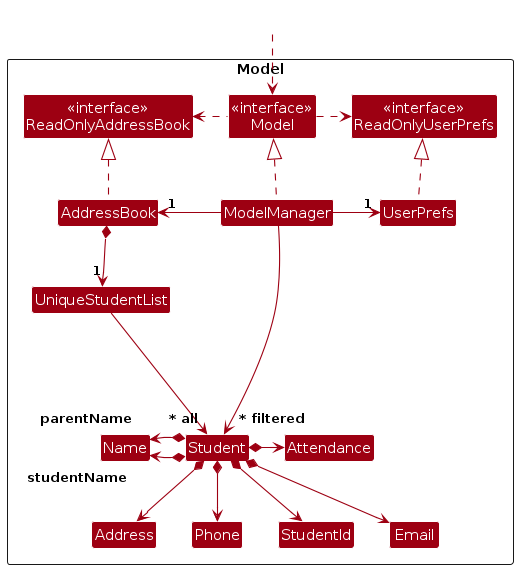 Model
«interface»
ReadOnlyAddressBook
«interface»
Model
«interface»
ReadOnlyUserPrefs
AddressBook
1
ModelManager
1
UserPrefs
1
UniqueStudentList
parentName
* all
* filtered
Name
Student
Attendance
studentName
Address
Phone
StudentId
Email